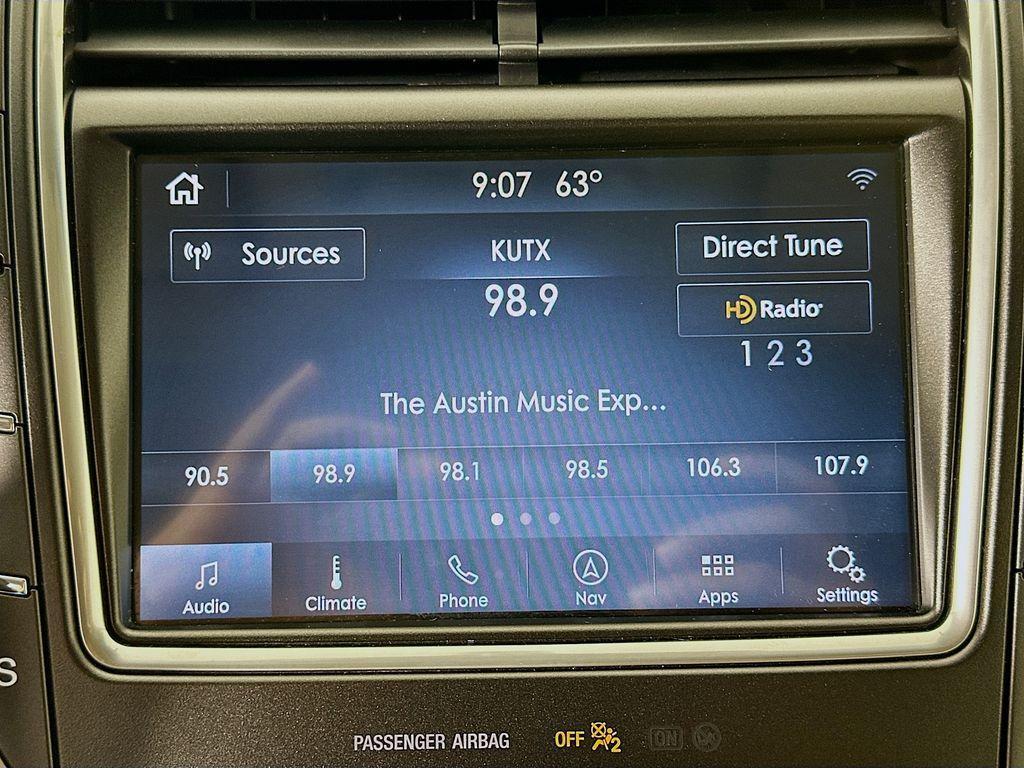 9:07 63°
Sources
KUTX
Direct Tune
98.9
HD Radio
1 2 3
The Austin Music Exp...
90.5 98.9 98.1 98.5 106.3 107.9
Audio Climate Phone Nav Apps Settings
S
PASSENGER AIRBAG OFF 2 ON